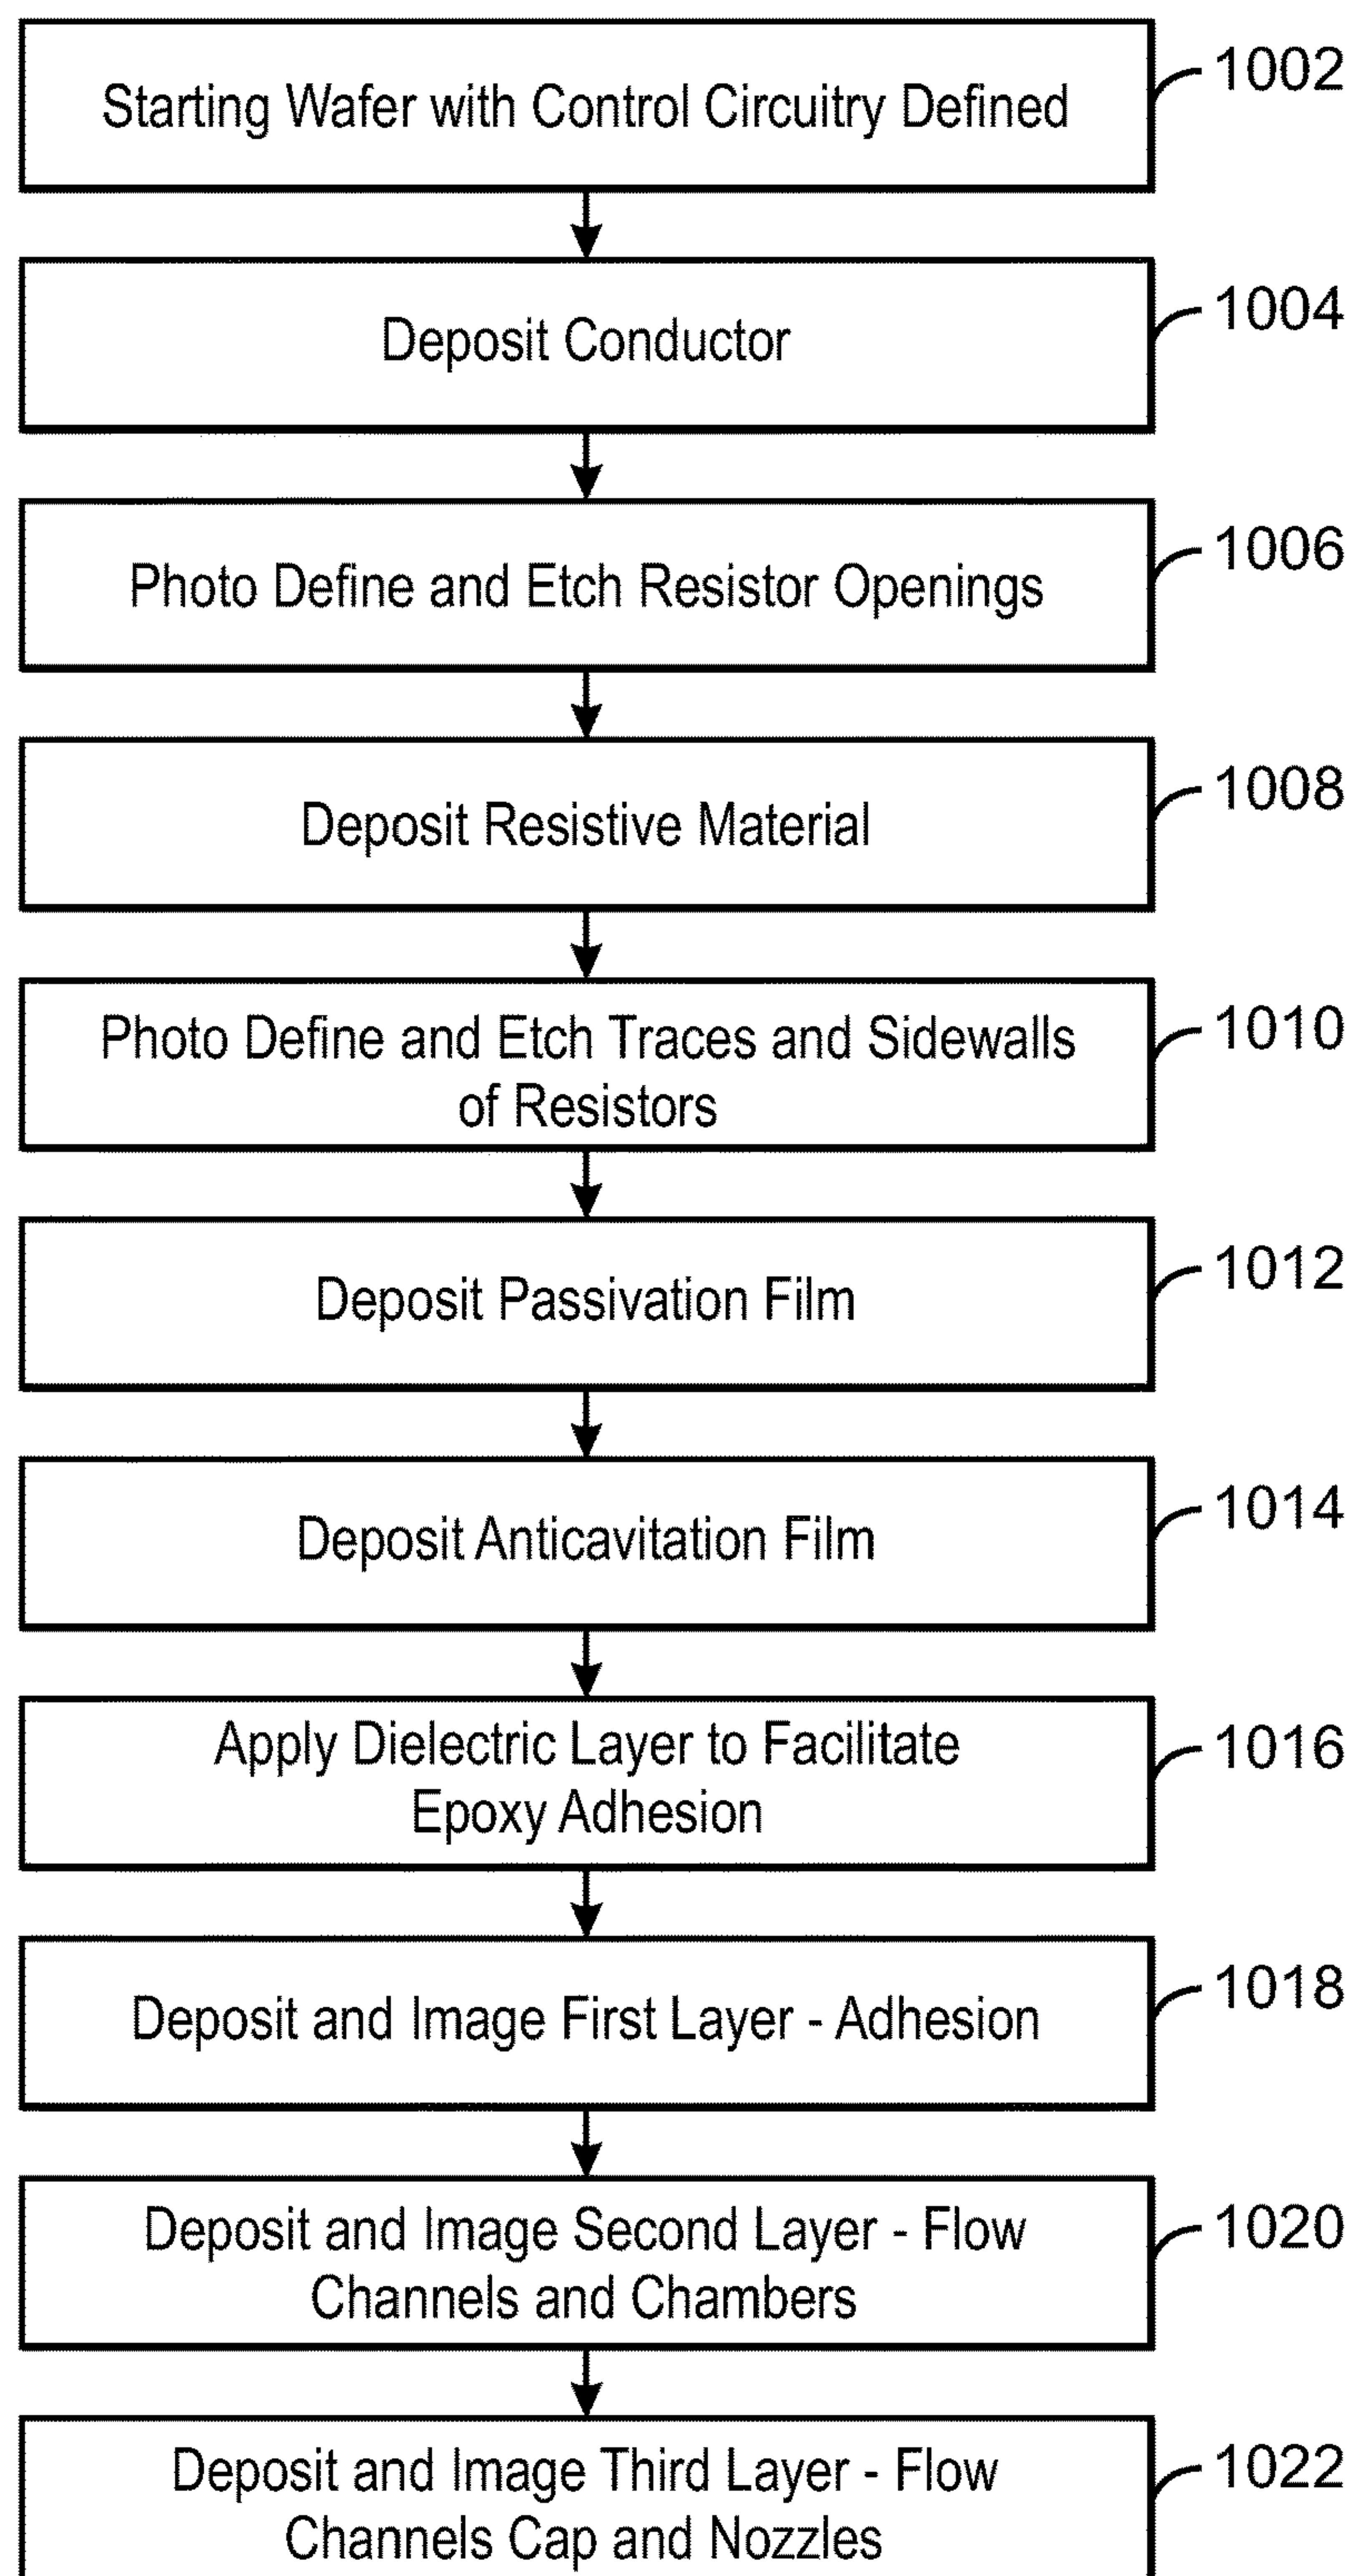 1002
Starting Wafer with Control Circuitry Defined
1004
Deposit Conductor
1006
Photo Define and Etch Resistor Openings
1008
Deposit Resistive Material
1010
Photo Define and Etch Traces and Sidewalls
of Resistors
1012
Deposit Passivation Film
1014
Deposit Anticavitation Film
1016
Apply Dielectric Layer to Facilitate
Epoxy Adhesion
1018
Deposit and Image First Layer - Adhesion
1020
Deposit and Image Second Layer - Flow
Channels and Chambers
1022
Deposit and Image Third Layer - Flow
Channels Cap and Nozzles